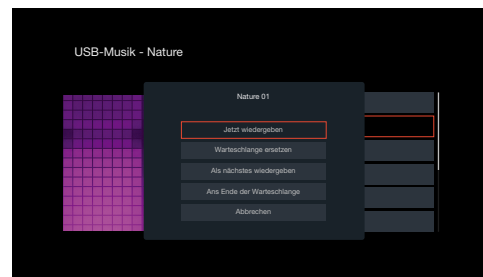 USB-Musik - Nature
Nature 01
Jetzt wiedergeben
Warteschlange ersetzen
Als nächstes wiedergeben
Ans Ende der Warteschlange
Abbrechen